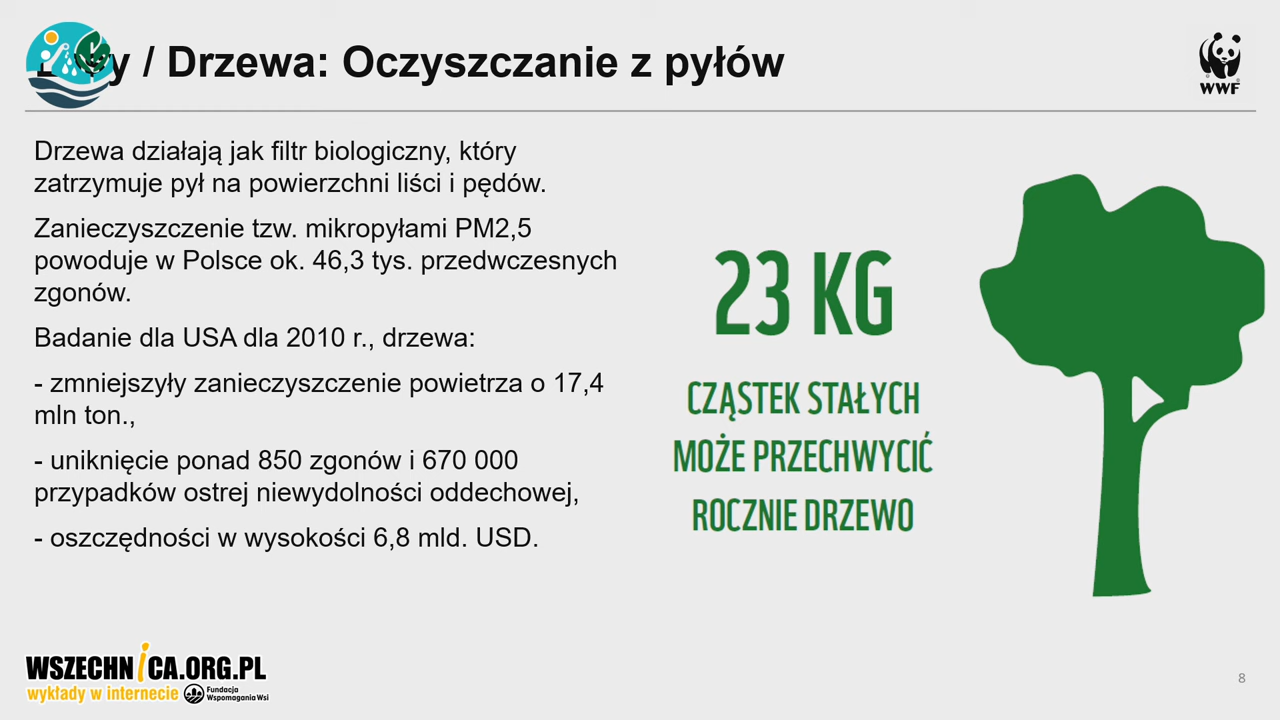 / Drzewa: Oczyszczanie z pyłów
WWF
Drzewa działają jak filtr biologiczny, który
zatrzymuje pył na powierzchni liści i pędów.
Zanieczyszczenie tzw. mikropyłami PM2,5
powoduje w Polsce ok. 46,3 tys. przedwczesnych
zgonów.
Badanie dla USA dla 2010 r., drzewa:
- zmniejszyły zanieczyszczenie powietrza o 17,4
mln ton.,
- uniknięcie ponad 850 zgonów i 670 000
przypadków ostrej niewydolności oddechowej,
- oszczędności w wysokości 6,8 mld. USD.
23 KG
CZĄSTEK STAŁYCH
MOŻE PRZECHWYCIĆ
ROCZNIE DRZEWO
WSZECHNiCA.ORG.PL
wykłady w internecie
Fundacja
Wspomagania Wsi
8